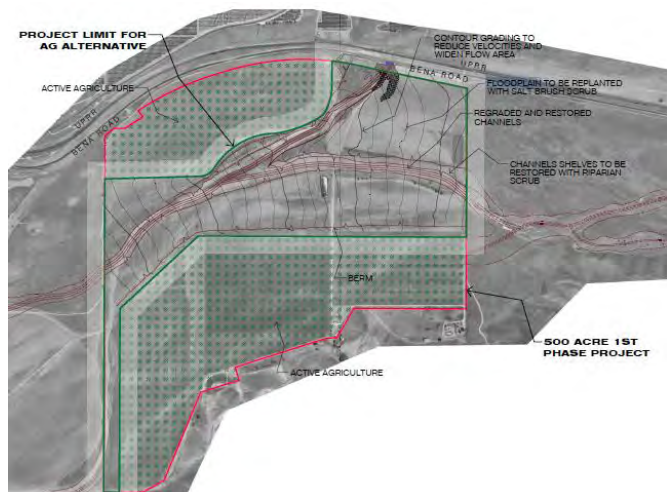 PROJECT LIMIT FOR
AG ALTERNATIVE
CONTOUR GRADING TO
REDUCE VELOCITIES AND
WIDEN FLOW AREA
UPRR
BENA ROAD
ACTIVE AGRICULTURE
FLOODPLAIN TO BE REPLANTED
WITH SALT BRUSH SCRUB
UPRR
BENA ROAD
REGRADED AND RESTORED
CHANNELS
CHANNELS SHELVES TO BE
RESTORED WITH RIPARIAN
SCRUB
BERM
500 ACRE 1ST
PHASE PROJECT
ACTIVE AGRICULTURE